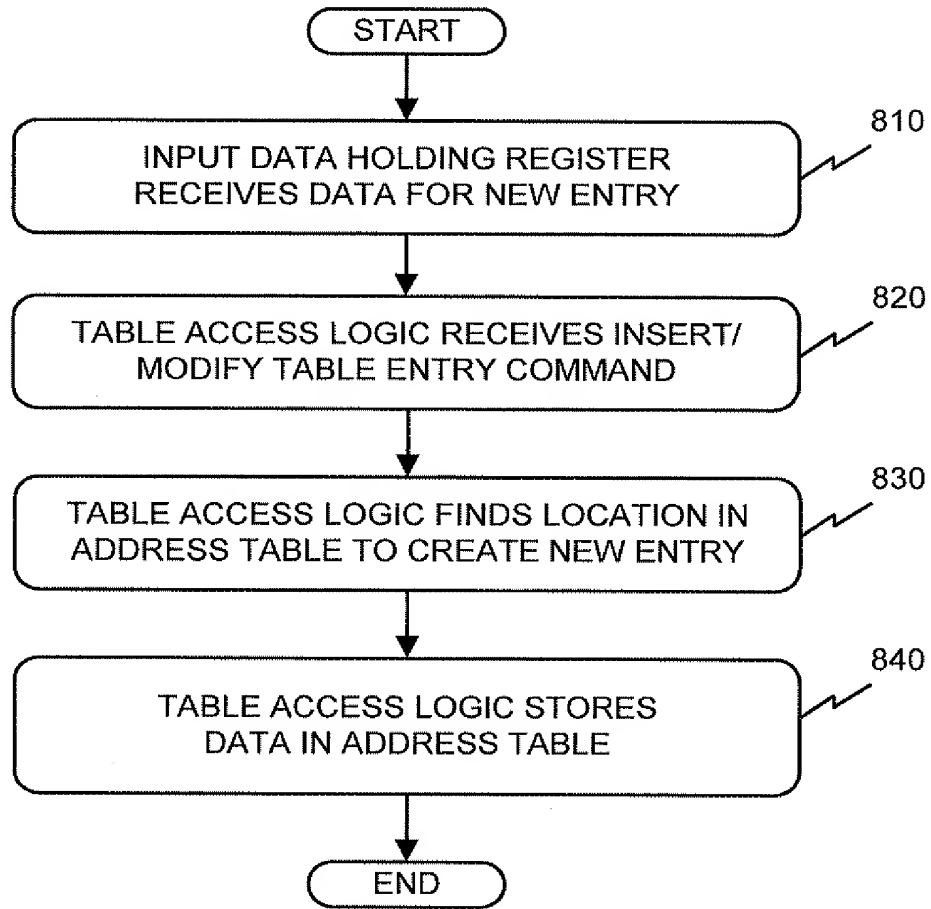 START
810
INPUT DATA HOLDING REGISTER
RECEIVES DATA FOR NEW ENTRY
820
TABLE ACCESS LOGIC RECEIVES INSERT/
MODIFY TABLE ENTRY COMMAND
830
TABLE ACCESS LOGIC FINDS LOCATION IN
ADDRESS TABLE TO CREATE NEW ENTRY
840
TABLE ACCESS LOGIC STORES
DATA IN ADDRESS TABLE
END